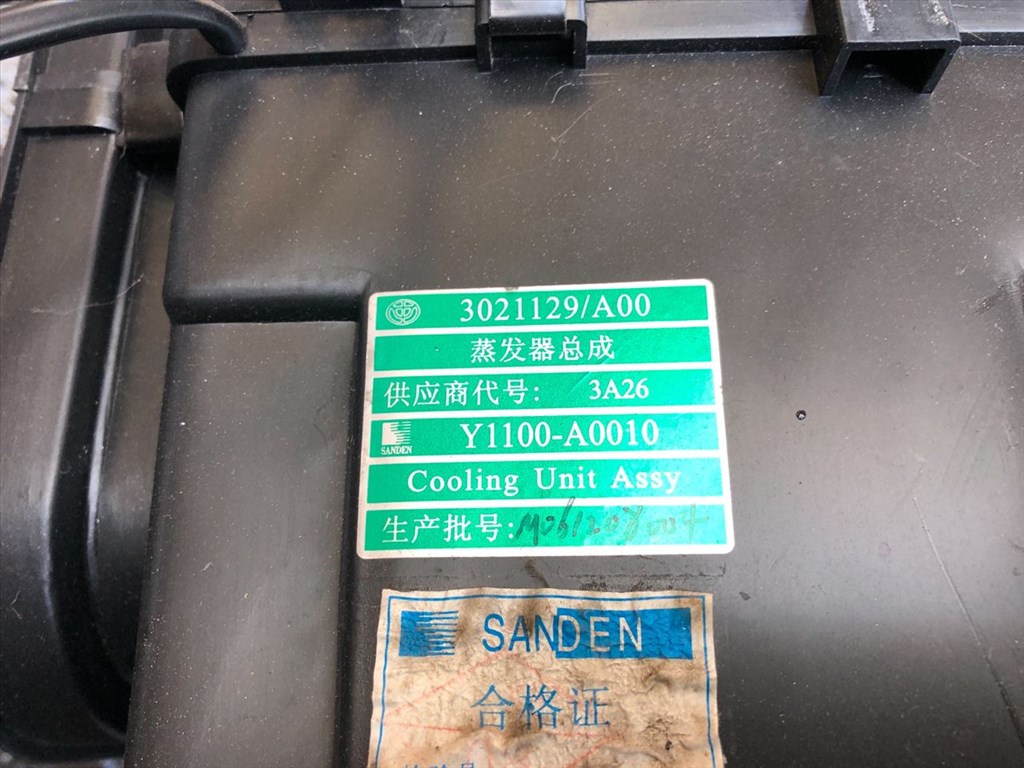 3021129/A00
蒸发器总成
供应商代号: 3A26
SANDEN
Y1100-A0010
Cooling Unit Assy
生产批号:
SANDEN
合格证